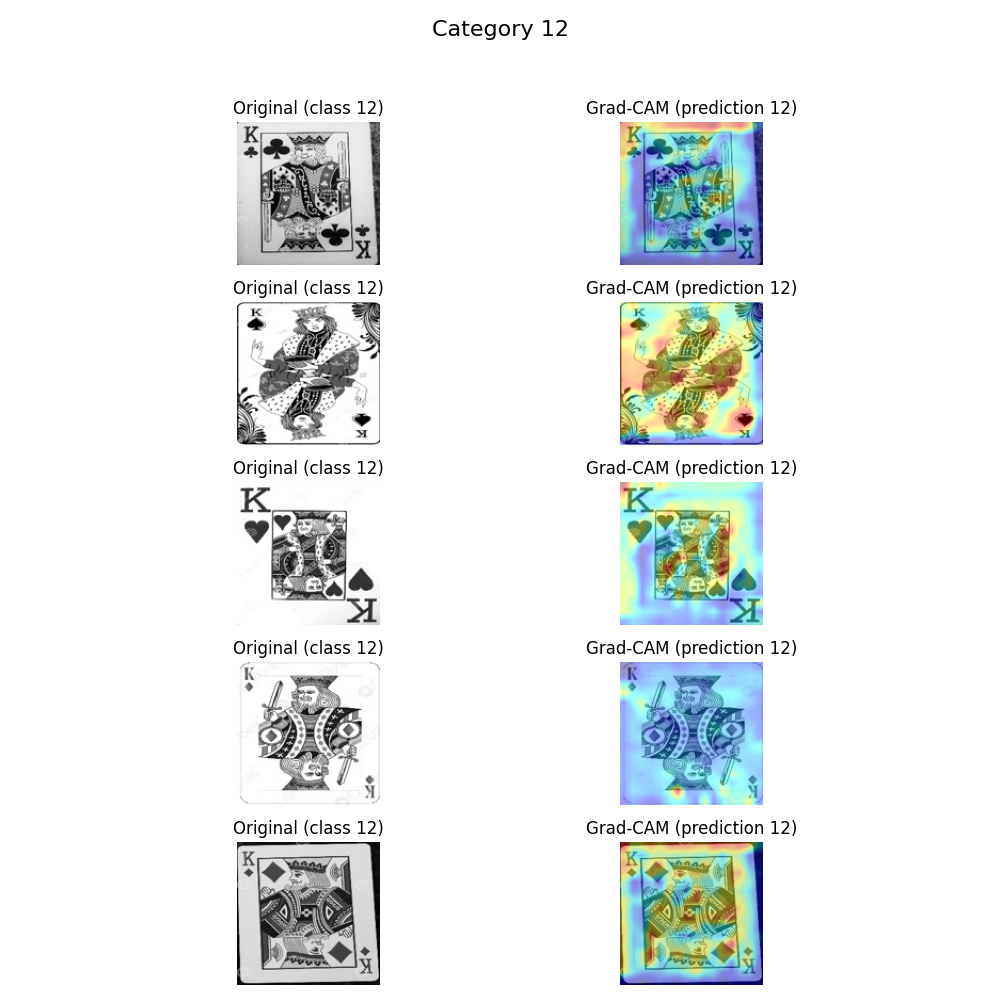 Category 12
Original (class 12)
Grad-CAM (prediction 12)
K
K
K
K
Original (class 12)
Grad-CAM (prediction 12)
K
K
K
K
Original (class 12)
Grad-CAM (prediction 12)
K
K
K
K
Original (class 12)
Grad-CAM (prediction 12)
K
K
K
K
Original (class 12)
Grad-CAM (prediction 12)
K
K
K
K